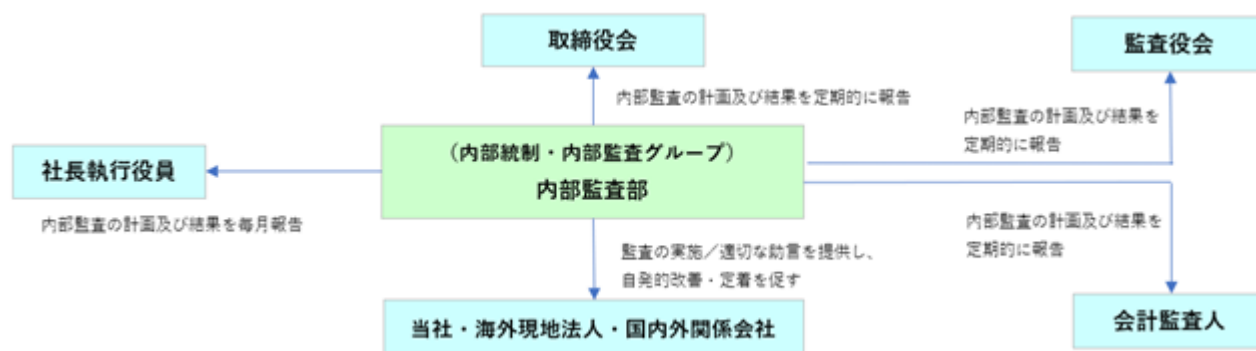 取締役会
監査役会
内部監査の計画及び結果を定期的に報告
内部監査の計画及び結果を
定期的に報告
（内部統制・内部監査グループ）
内部監査部
社長執行役員
内部監査の計画及び結果を毎月報告
内部監査の計画及び結果を
定期的に報告
監査の実施／適切な助言を提供し、
自発的改善・定着を促す
当社・海外現地法人・国内外関係会社
会計監査人